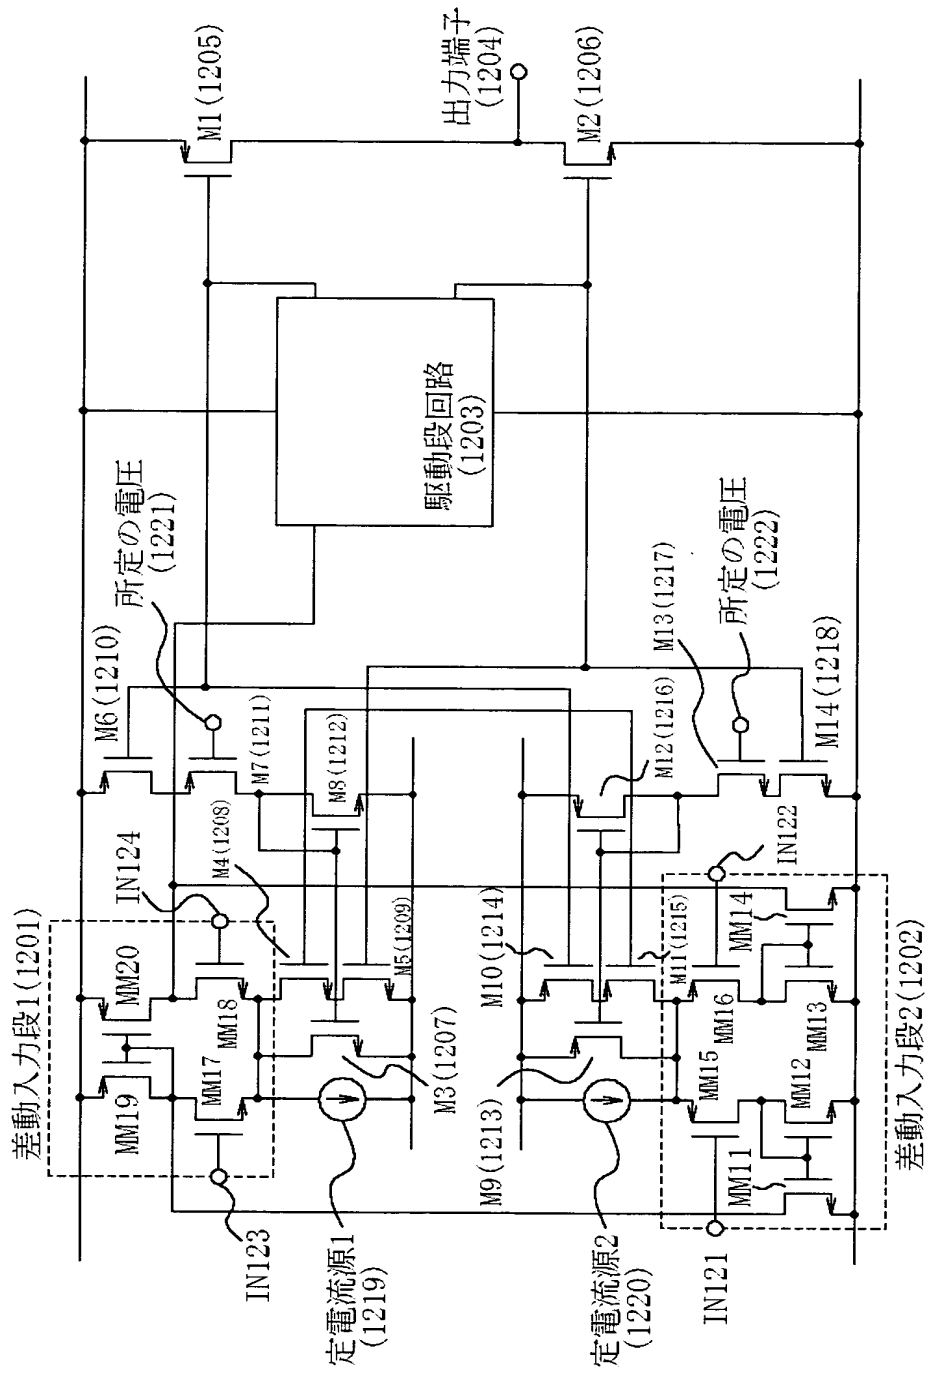 差動入力段1(1201)
MM19
MM20
IN124
M6(1210)
所定の電圧
(1221)
M1(1205)
IN123
MM17
MM18
M4(1208)
M7(1211)
M8(1212)
定電流源1
(1219)
M3(1207)
M5(1209)
駆動段回路
(1203)
出力端子
(1204)
M9(1213)
M10(1214)
M12(1216)
M2(1206)
定電流源2
(1220)
M11(1215)
M13(1217)
所定の電圧
(1222)
IN121
MM15
MM16
MM11
MM12
MM13
MM14
IN122
M14(1218)
差動入力段2(1202)